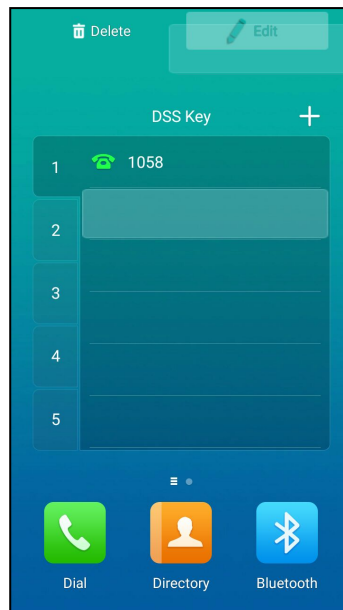 Delete
Edit
DSS Key
1
1058
2
3
4
5
Dial
Directory
Bluetooth